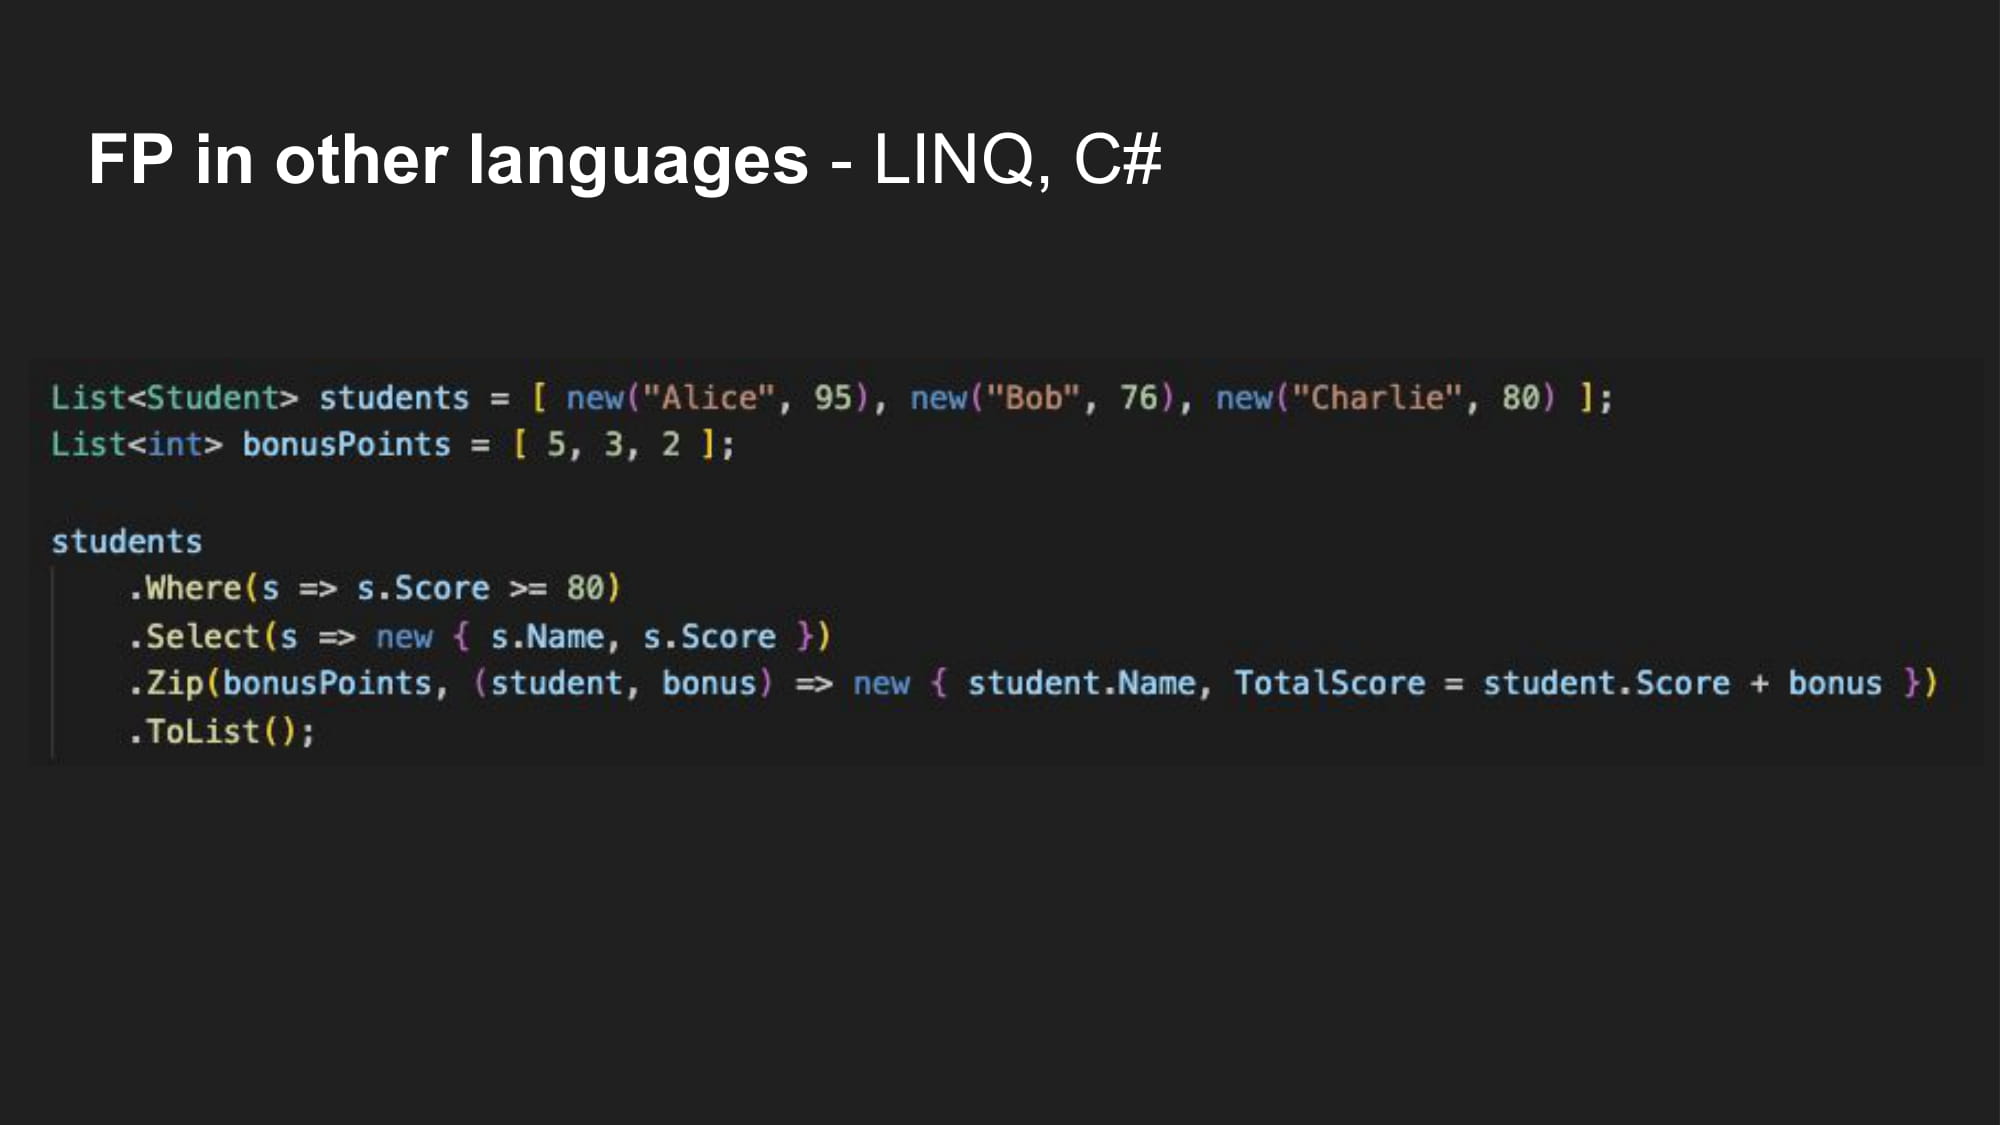 FP in other languages - LINQ, C#
List<Student> students = [ new("Alice", 95), new("Bob", 76), new("Charlie", 80) ];
List<int> bonusPoints = [ 5, 3, 2 ];
students
.Where(s => s.Score >= 80)
.Select(s => new { s.Name, s.Score })
.Zip(bonusPoints, (student, bonus) => new { student.Name, TotalScore = student.Score + bonus })
.ToList();